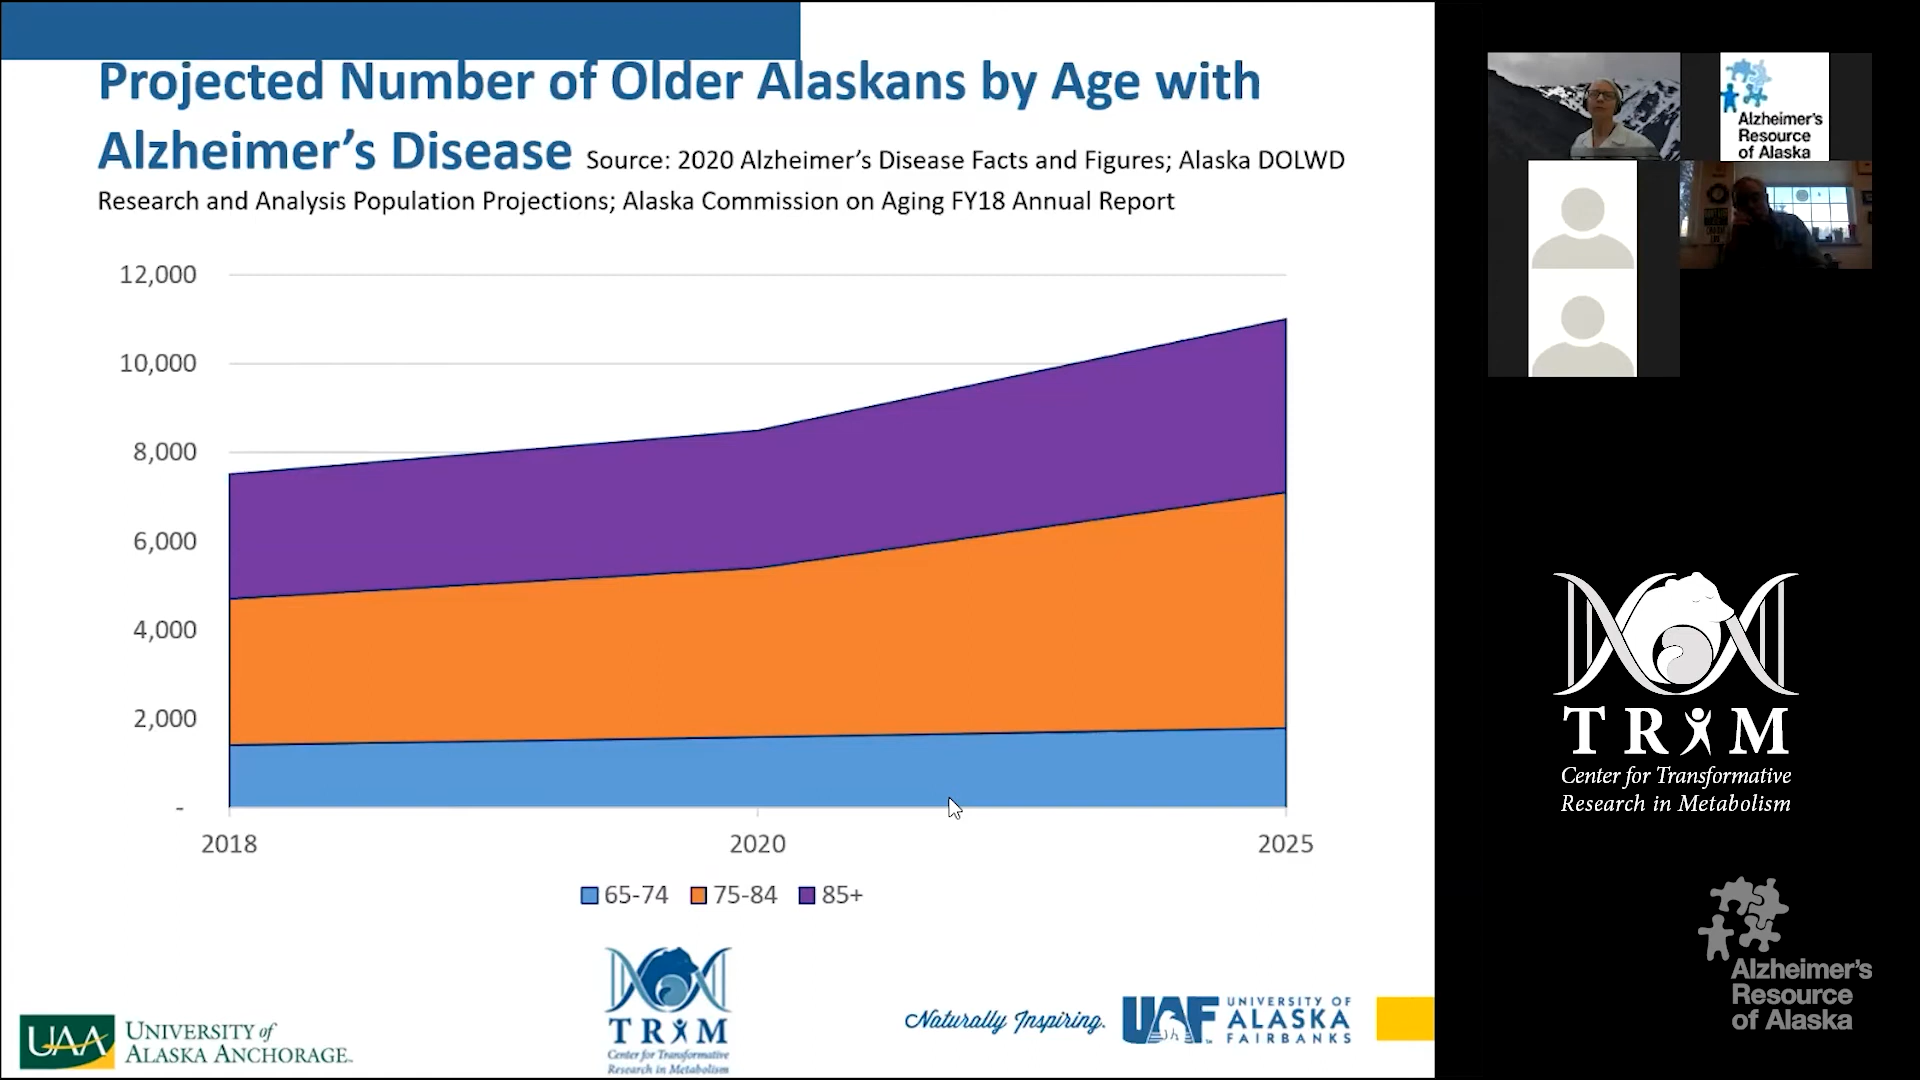 Projected Number of Older Alaskans by Age with
Alzheimer's Disease Source: 2020 Alzheimer's Disease Facts and Figures; Alaska DOLWD
Research and Analysis Population Projections; Alaska Commission on Aging FY18 Annual Report
12,000
10,000
8,000
6,000
4,000
2,000
-
2018 2020 2025
65-74 75-84 85+
UAA UNIVERSITY of
ALASKA ANCHORAGE
TRiM
Center for Transformative
Research in Metabolism
Naturally Inspiring.
UAF UNIVERSITY OF
ALASKA
FAIRBANKS
Alzheimer's
Resource
of Alaska
TRiM
Center for Transformative
Research in Metabolism
Alzheimer's
Resource
of Alaska